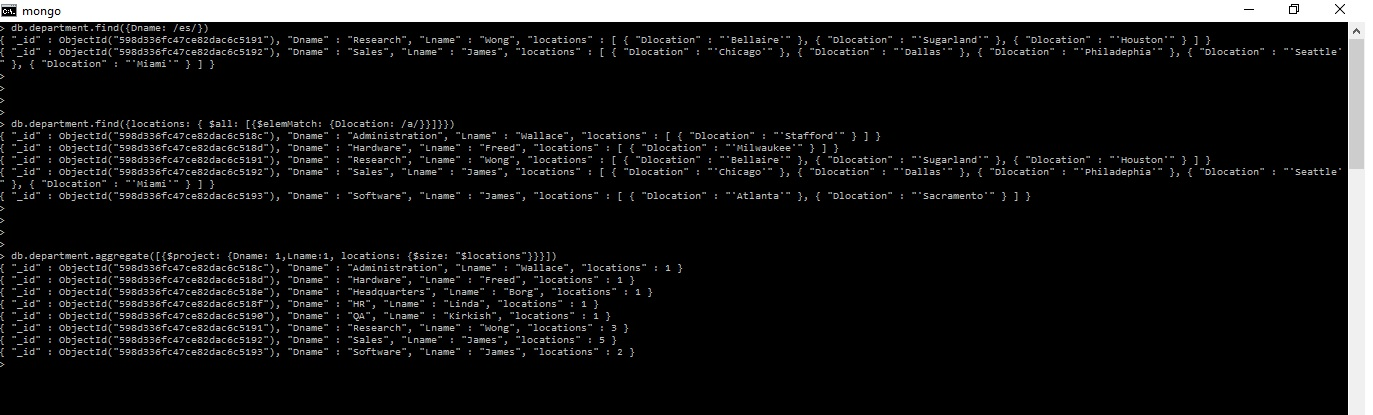 mongo
> db.department.find({Dname: /es/})
{ "_id" : ObjectId("598d336fc47ce82dac6c5191"), "Dname" : "Research", "Lname" : "Wong", "locations" : [ { "Dlocation" : "'Bellaire'" }, { "Dlocation" : "'Sugarland'" }, { "Dlocation" : "'Houston'" } ] }
{ "_id" : ObjectId("598d336fc47ce82dac6c5192"), "Dname" : "Sales", "Lname" : "James", "locations" : [ { "Dlocation" : "'Chicago'" }, { "Dlocation" : "'Dallas'" }, { "Dlocation" : "'Philadephia'" }, { "Dlocation" : "'Seattle'
" }, { "Dlocation" : "'Miami'" } ] }
>
>
>
> db.department.find({locations: { $all: [{$elemMatch: {Dlocation: /a/}}]}})
{ "_id" : ObjectId("598d336fc47ce82dac6c518c"), "Dname" : "Administration", "Lname" : "Wallace", "locations" : [ { "Dlocation" : "'Stafford'" } ] }
{ "_id" : ObjectId("598d336fc47ce82dac6c518d"), "Dname" : "Hardware", "Lname" : "Freed", "locations" : [ { "Dlocation" : "'Milwaukee'" } ] }
{ "_id" : ObjectId("598d336fc47ce82dac6c5191"), "Dname" : "Research", "Lname" : "Wong", "locations" : [ { "Dlocation" : "'Bellaire'" }, { "Dlocation" : "'Sugarland'" }, { "Dlocation" : "'Houston'" } ] }
{ "_id" : ObjectId("598d336fc47ce82dac6c5192"), "Dname" : "Sales", "Lname" : "James", "locations" : [ { "Dlocation" : "'Chicago'" }, { "Dlocation" : "'Dallas'" }, { "Dlocation" : "'Philadephia'" }, { "Dlocation" : "'Seattle'
" }, { "Dlocation" : "'Miami'" } ] }
{ "_id" : ObjectId("598d336fc47ce82dac6c5193"), "Dname" : "Software", "Lname" : "James", "locations" : [ { "Dlocation" : "'Atlanta'" }, { "Dlocation" : "'Sacramento'" } ] }
>
>
>
> db.department.aggregate([{$project: {Dname: 1,Lname:1, locations: {$size: "$locations"}}}])
{ "_id" : ObjectId("598d336fc47ce82dac6c518c"), "Dname" : "Administration", "Lname" : "Wallace", "locations" : 1 }
{ "_id" : ObjectId("598d336fc47ce82dac6c518d"), "Dname" : "Hardware", "Lname" : "Freed", "locations" : 1 }
{ "_id" : ObjectId("598d336fc47ce82dac6c518e"), "Dname" : "Headquarters", "Lname" : "Borg", "locations" : 1 }
{ "_id" : ObjectId("598d336fc47ce82dac6c518f"), "Dname" : "HR", "Lname" : "Linda", "locations" : 1 }
{ "_id" : ObjectId("598d336fc47ce82dac6c5190"), "Dname" : "QA", "Lname" : "Kirkish", "locations" : 1 }
{ "_id" : ObjectId("598d336fc47ce82dac6c5191"), "Dname" : "Research", "Lname" : "Wong", "locations" : 3 }
{ "_id" : ObjectId("598d336fc47ce82dac6c5192"), "Dname" : "Sales", "Lname" : "James", "locations" : 5 }
{ "_id" : ObjectId("598d336fc47ce82dac6c5193"), "Dname" : "Software", "Lname" : "James", "locations" : 2 }
>